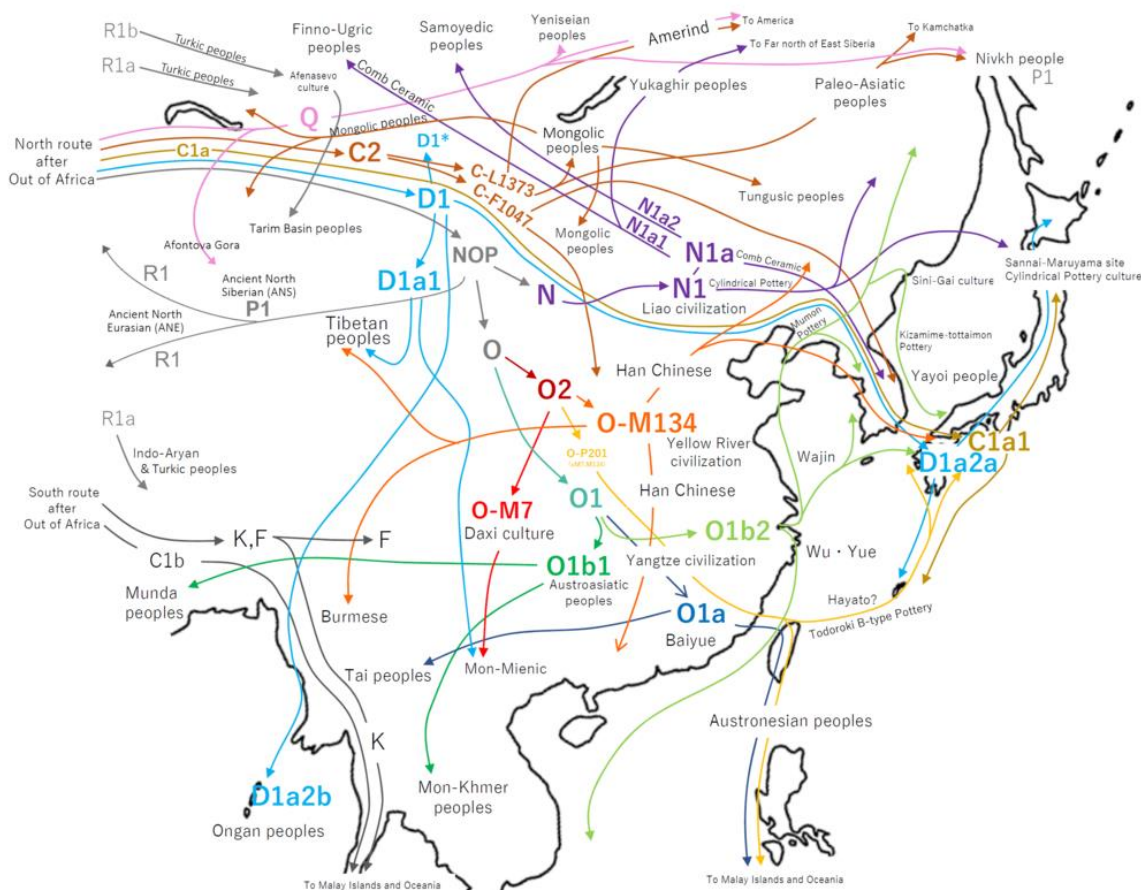 R1b
Turkic peoples
R1a
Turkic peoples
Finno-Ugric
peoples
Samoyedic
peoples
Yeniseian
peoples
Amerind
To America
To Kamchatka
To Far north of East Siberia
Nivkh people
P1
Afenasevo
culture
Comb Ceramic
Yukaghir peoples
Paleo-Asiatic
peoples
Q
Mongolic peoples
D1*
Mongolic
peoples
North route
after
Out of Africa
C1a
C2
C-L1373
C-F1047
D1
Tungusic peoples
Tarim Basin peoples
Mongolic
peoples
N1a2
N1a1
Afontova Gora
NOP
N1a
Comb Ceramic
Sannai-Maruyama site
Cylindrical Pottery culture
R1
Ancient North
Siberian (ANS)
P1
D1a1
N
N1
Cylindrical Pottery
Liao civilization
Sini-Gai culture
Ancient North
Eurasian (ANE)
R1
Tibetan
peoples
Mumon
Pottery
Kizamime-tottaimon
Pottery
O
Han Chinese
Yayoi people
O2
R1a
O-M134
C1a1
D1a2a
Indo-Aryan
& Turkic peoples
O-P201
Yellow River
civilization
Wajin
South route
after
Out of Africa
O1
Han Chinese
O-M7
Daxi culture
K,F
F
O1b2
C1b
Yangtze civilization
Wu・Yue
Munda
peoples
O1b1
Austroasiatic
peoples
Burmese
O1a
Baiyue
Hayato?
Todoroki B-type Pottery
Tai peoples
Mon-Mienic
K
Austronesian peoples
D1a2b
Ongan peoples
Mon-Khmer
peoples
To Malay Islands and Oceania
To Malay Islands and Oceania